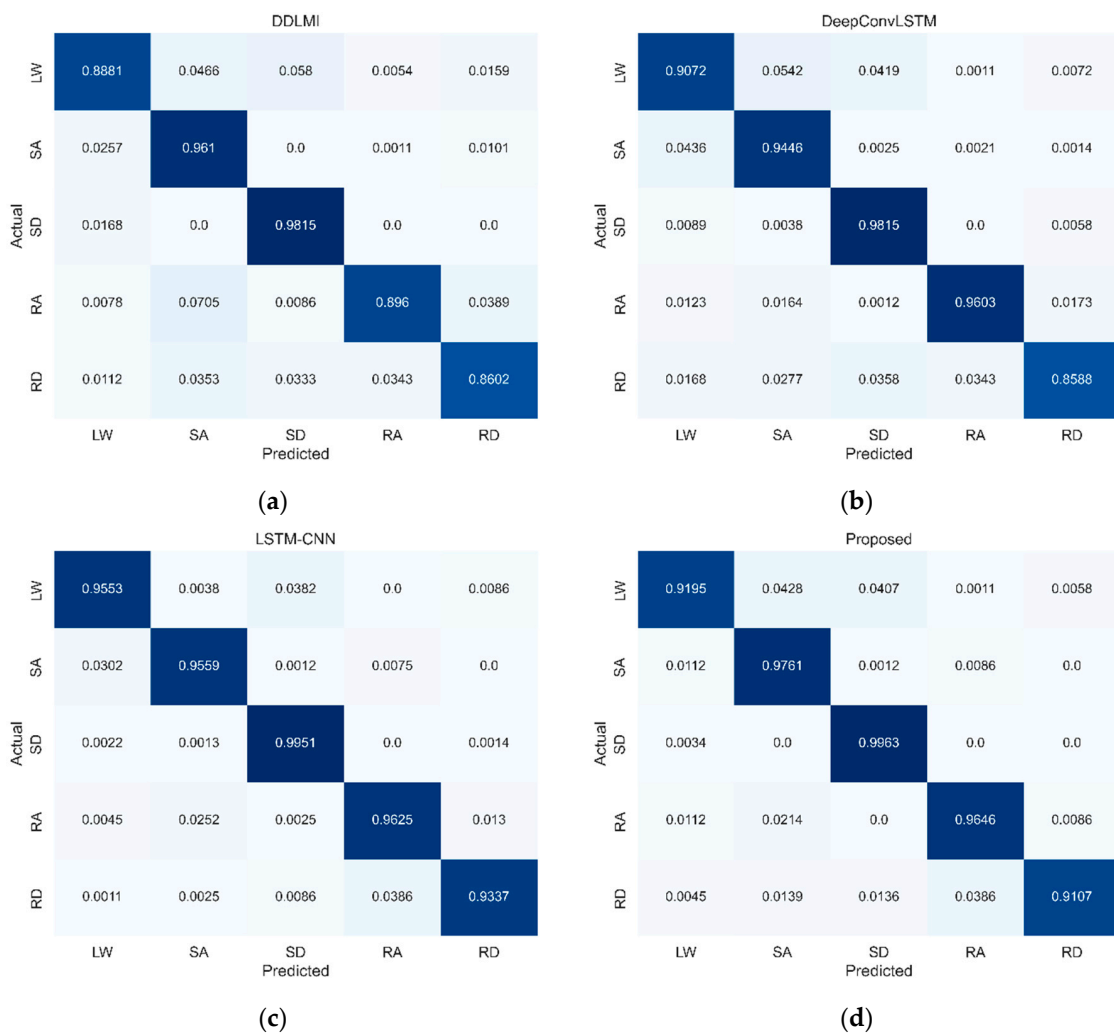 DDLMI
LW 0.8881 0.0466 0.058 0.0054 0.0159
SA 0.0257 0.961 0.0 0.0011 0.0101
Actual
SD 0.0168 0.0 0.9815 0.0 0.0
RA 0.0078 0.0705 0.0086 0.896 0.0389
RD 0.0112 0.0353 0.0333 0.0343 0.8602
LW SA SD RA RD
Predicted
(a)
DeepConvLSTM
LW 0.9072 0.0542 0.0419 0.0011 0.0072
SA 0.0436 0.9446 0.0025 0.0021 0.0014
Actual
SD 0.0089 0.0038 0.9815 0.0 0.0058
RA 0.0123 0.0164 0.0012 0.9603 0.0173
RD 0.0168 0.0277 0.0358 0.0343 0.8588
LW SA SD RA RD
Predicted
(b)
LSTM-CNN
LW 0.9553 0.0038 0.0382 0.0 0.0086
SA 0.0302 0.9559 0.0012 0.0075 0.0
Actual
SD 0.0022 0.0013 0.9951 0.0 0.0014
RA 0.0045 0.0252 0.0025 0.9625 0.013
RD 0.0011 0.0025 0.0086 0.0386 0.9337
LW SA SD RA RD
Predicted
(c)
Proposed
LW 0.9195 0.0428 0.0407 0.0011 0.0058
SA 0.0112 0.9761 0.0012 0.0086 0.0
Actual
SD 0.0034 0.0 0.9963 0.0 0.0
RA 0.0112 0.0214 0.0 0.9646 0.0086
RD 0.0045 0.0139 0.0136 0.0386 0.9107
LW SA SD RA RD
Predicted
(d)